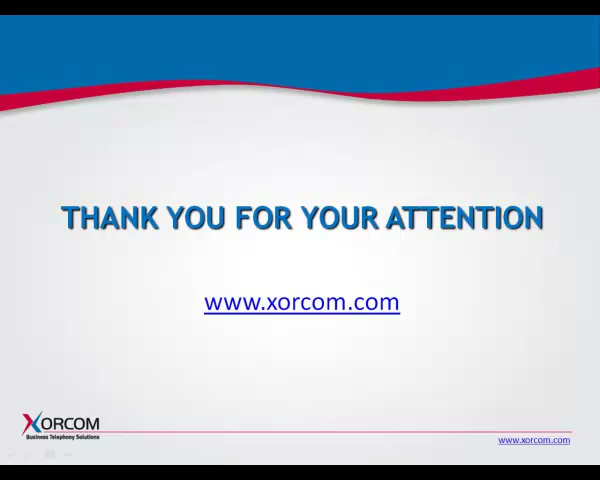 THANK YOU FOR YOUR ATTENTION
www.xorcom.com
XORCOM
Business Telephony Solutions
www.xorcom.com